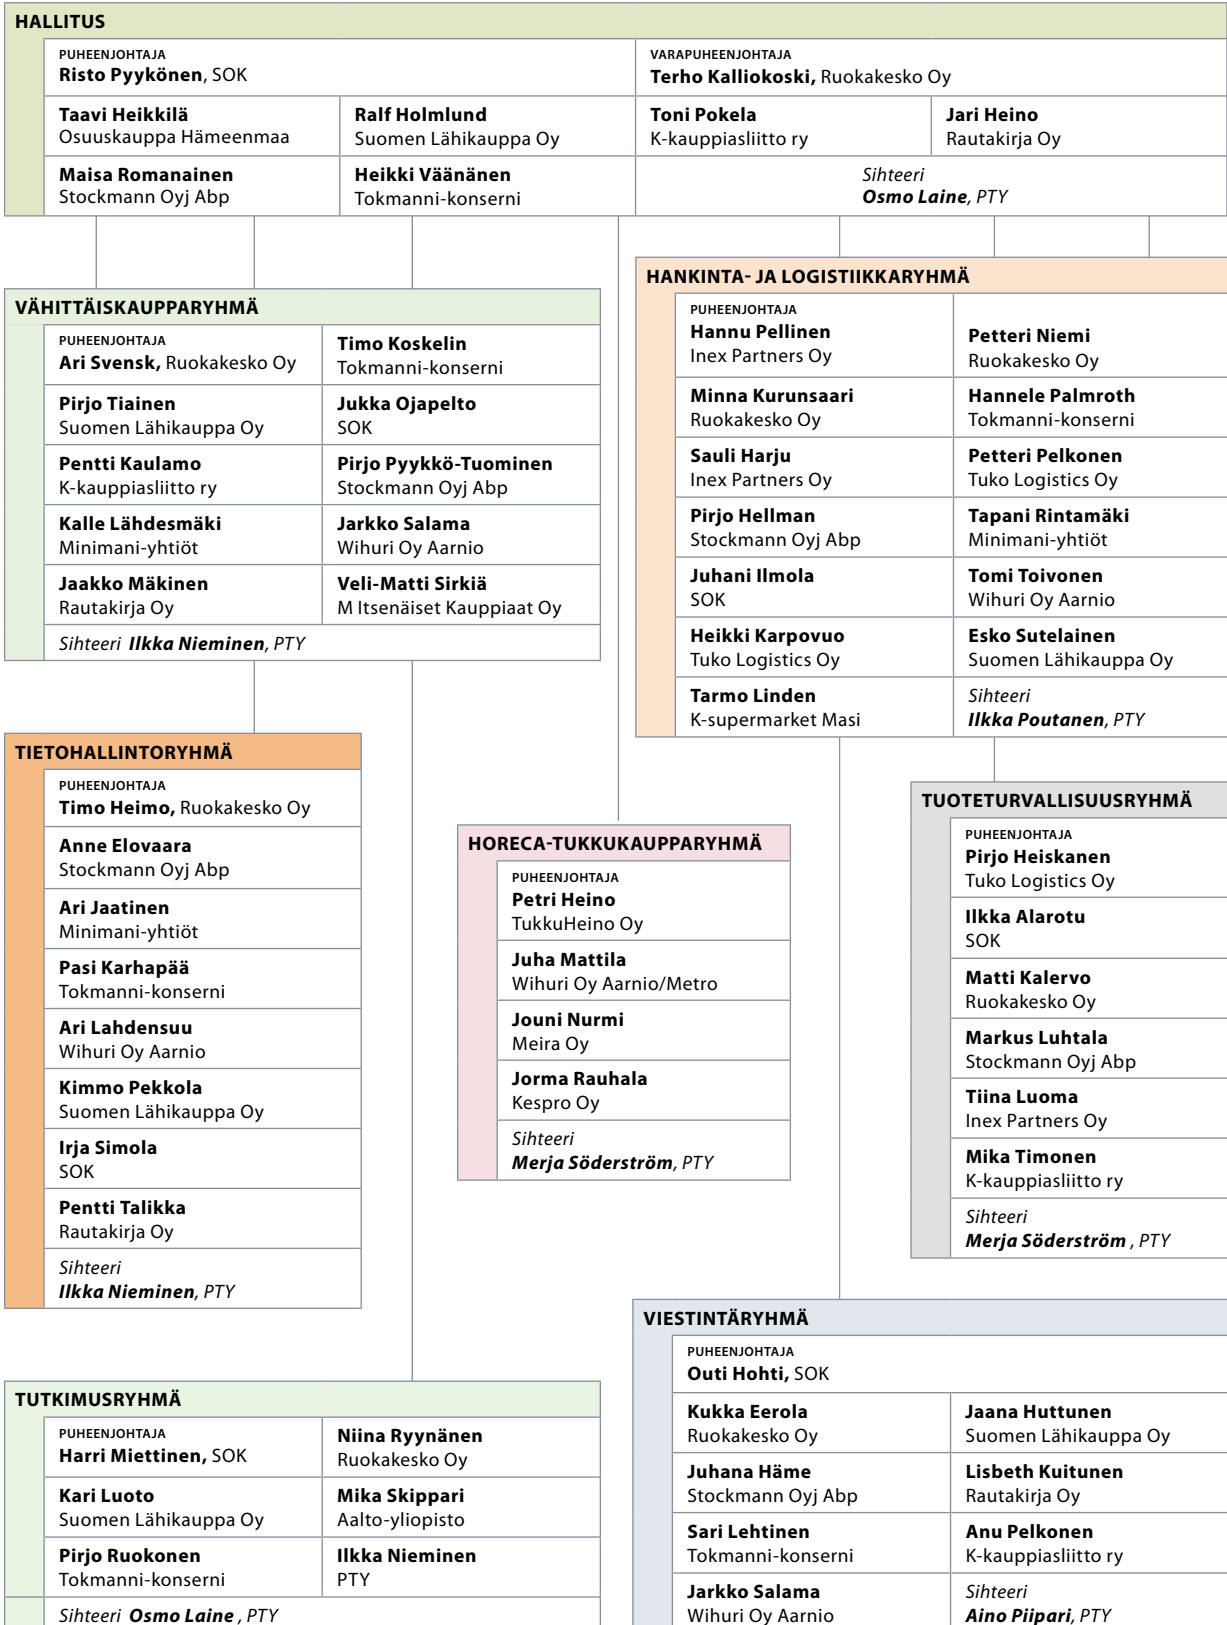 HALLITUS
PUHEENJOHTAJA
Risto Pyykönen, SOK
VARAPUHEENJOHTAJA
Terho Kalliokoski, Ruokakesko Oy
Taavi Heikkilä
Osuuskauppa Hämeenmaa
Ralf Holmlund
Suomen Lähikauppa Oy
Toni Pokela
K-kauppiasliitto ry
Jari Heino
Rautakirja Oy
Maisa Romanainen
Stockmann Oyj Abp
Heikki Väänänen
Tokmanni-konserni
Sihteeri
Osmo Laine, PTY
VÄHITTÄISKAUPPARYHMÄ
PUHEENJOHTAJA
Ari Svensk, Ruokakesko Oy
Timo Koskelin
Tokmanni-konserni
Pirjo Tiainen
Suomen Lähikauppa Oy
Jukka Ojapelto
SOK
Pentti Kaulamo
K-kauppiasliitto ry
Pirjo Pyykkö-Tuominen
Stockmann Oyj Abp
Kalle Lähdesmäki
Minimani-yhtiöt
Jarkko Salama
Wihuri Oy Aarnio
Jaakko Mäkinen
Rautakirja Oy
Veli-Matti Sirkiä
M Itsenäiset Kauppiaat Oy
Sihteeri Ilkka Nieminen, PTY
HANKINTA- JA LOGISTIIKKARYHMÄ
PUHEENJOHTAJA
Hannu Pellinen
Inex Partners Oy
Petteri Niemi
Ruokakesko Oy
Minna Kurunsaari
Ruokakesko Oy
Hannele Palmroth
Tokmanni-konserni
Sauli Harju
Inex Partners Oy
Petteri Pelkonen
Tuko Logistics Oy
Pirjo Hellman
Stockmann Oyj Abp
Tapani Rintamäki
Minimani-yhtiöt
Juhani Ilmola
SOK
Tomi Toivonen
Wihuri Oy Aarnio
Heikki Karpovuo
Tuko Logistics Oy
Esko Sutelainen
Suomen Lähikauppa Oy
Tarmo Linden
K-supermarket Masi
Sihteeri
Ilkka Poutanen, PTY
TIETOHALLINTORYHMÄ
PUHEENJOHTAJA
Timo Heimo, Ruokakesko Oy
Anne Elovaara
Stockmann Oyj Abp
Ari Jaatinen
Minimani-yhtiöt
Pasi Karhapää
Tokmanni-konserni
Ari Lahdensuu
Wihuri Oy Aarnio
Kimmo Pekkola
Suomen Lähikauppa Oy
Irja Simola
SOK
Pentti Talikka
Rautakirja Oy
Sihteeri
Ilkka Nieminen, PTY
HORECA-TUKKUKAUPPARYHMÄ
PUHEENJOHTAJA
Petri Heino
TukkuHeino Oy
Juha Mattila
Wihuri Oy Aarnio/Metro
Jouni Nurmi
Meira Oy
Jorma Rauhala
Kespro Oy
Sihteeri
Merja Söderström, PTY
TUOTETURVALLISUUSRYHMÄ
PUHEENJOHTAJA
Pirjo Heiskanen
Tuko Logistics Oy
Ilkka Alarotu
SOK
Matti Kalervo
Ruokakesko Oy
Markus Luhtala
Stockmann Oyj Abp
Tiina Luoma
Inex Partners Oy
Mika Timonen
K-kauppiasliitto ry
Sihteeri
Merja Söderström , PTY
TUTKIMUSRYHMÄ
PUHEENJOHTAJA
Harri Miettinen, SOK
Niina Ryynänen
Ruokakesko Oy
Kari Luoto
Suomen Lähikauppa Oy
Mika Skippari
Aalto-yliopisto
Pirjo Ruokonen
Tokmanni-konserni
Ilkka Nieminen
PTY
Sihteeri Osmo Laine , PTY
VIESTINTÄRYHMÄ
PUHEENJOHTAJA
Outi Hohti, SOK
Kukka Eerola
Ruokakesko Oy
Jaana Huttunen
Suomen Lähikauppa Oy
Juhana Häme
Stockmann Oyj Abp
Lisbeth Kuitunen
Rautakirja Oy
Sari Lehtinen
Tokmanni-konserni
Anu Pelkonen
K-kauppiasliitto ry
Jarkko Salama
Wihuri Oy Aarnio
Sihteeri
Aino Piipari, PTY